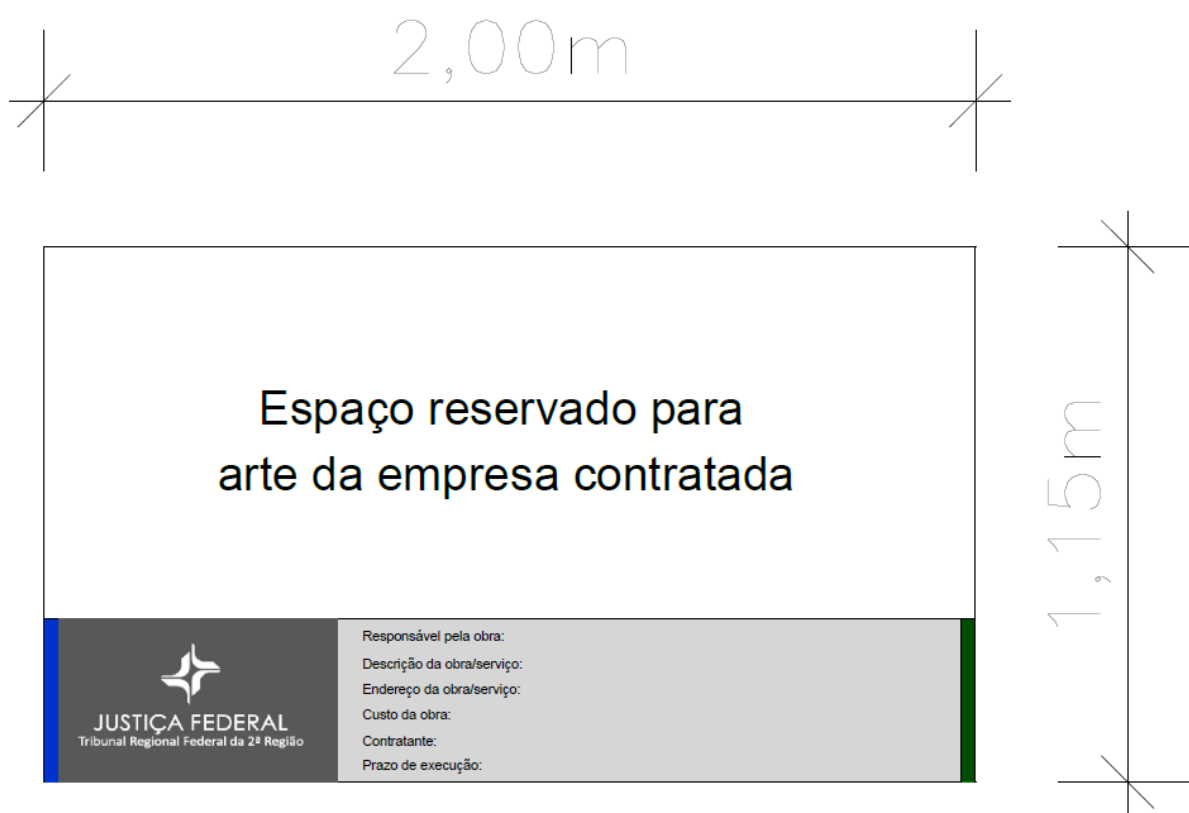 2,00m
Espaço reservado para
arte da empresa contratada
1,15m
JUSTIÇA FEDERAL
Tribunal Regional Federal da 2ª Região
Responsável pela obra:
Descrição da obra/serviço:
Endereço da obra/serviço:
Custo da obra:
Contratante:
Prazo de execução: